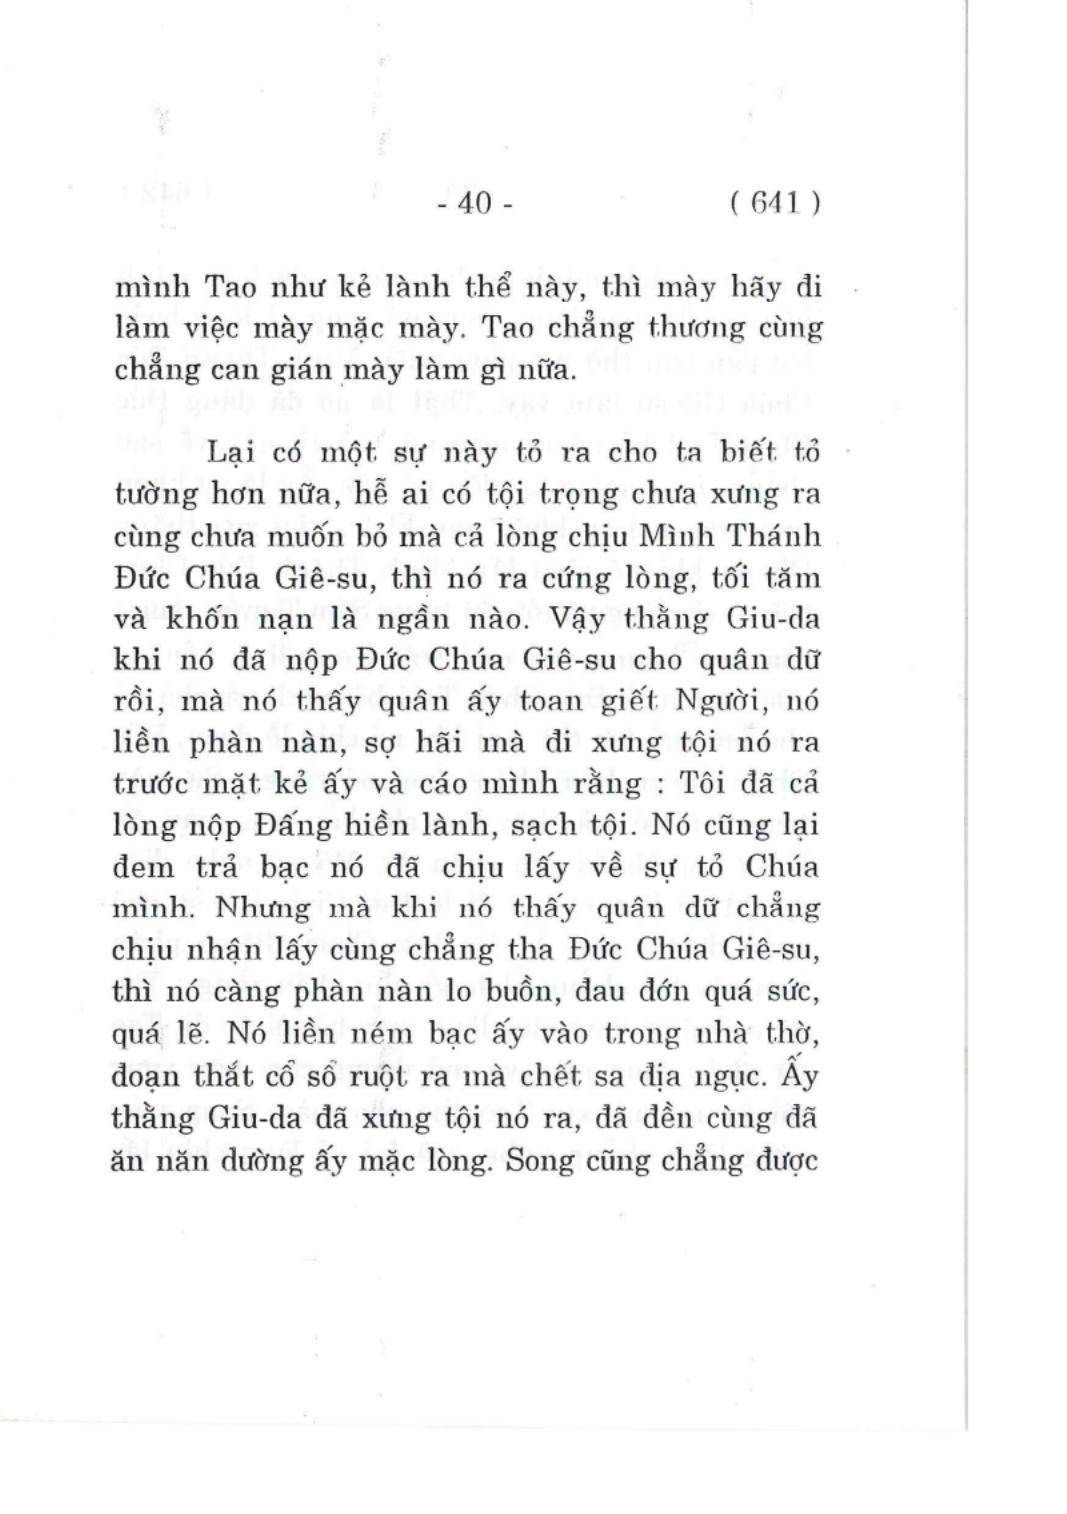 - 40 - ( 641 )
mình Tao như kẻ lành thể này, thì mày hãy đi
làm việc mày mặc mày. Tao chẳng thương cùng
chẳng can gián mày làm gì nữa.
Lại có một sự này tỏ ra cho ta biết tỏ
tường hơn nữa, hễ ai có tội trọng chưa xưng ra
cùng chưa muốn bỏ mà cả lòng chịu Mình Thánh
Đức Chúa Giê-su, thì nó ra cứng lòng, tối tăm
và khốn nạn là ngần nào. Vậy thằng Giu-da
khi nó đã nộp Đức Chúa Giê-su cho quân dữ
rồi, mà nó thấy quân ấy toan giết Người, nó
liền phàn nàn, sợ hãi mà đi xưng tội nó ra
trước mặt kẻ ấy và cáo mình rằng : Tôi đã cả
lòng nộp Đấng hiền lành, sạch tội. Nó cũng lại
đem trả bạc nó đã chịu lấy về sự tỏ Chúa
mình. Nhưng mà khi nó thấy quân dữ chẳng
chịu nhận lấy cùng chẳng tha Đức Chúa Giê-su,
thì nó càng phàn nàn lo buồn, đau đớn quá sức,
quá lẽ. Nó liền ném bạc ấy vào trong nhà thờ,
đoạn thắt cổ sổ ruột ra mà chết sa địa ngục. Ấy
thằng Giu-da đã xưng tội nó ra, đã đền cùng đã
ăn năn dường ấy mặc lòng. Song cũng chẳng được